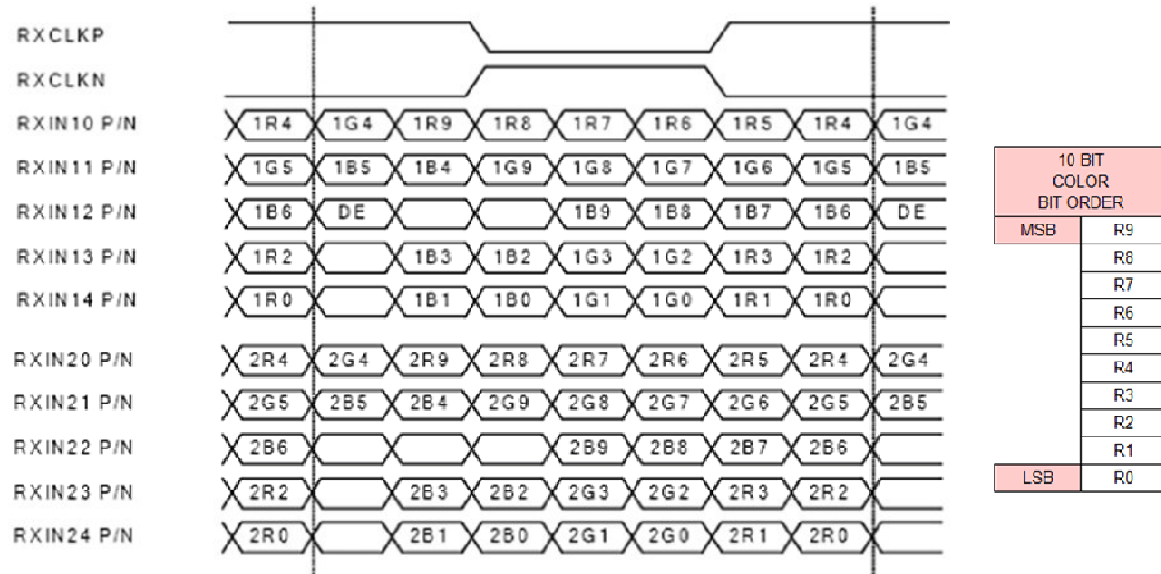 RXCLKP
RXCLKN
RXIN10 P/N 1R4 1G4 1R9 1R8 1R7 1R6 1R5 1R4 1G4
RXIN11 P/N 1G5 1B5 1B4 1G9 1G8 1G7 1G6 1G5 1B5
RXIN12 P/N 1B6 DE 1B9 1B8 1B7 1B6 DE
RXIN13 P/N 1R2 1B3 1B2 1G3 1G2 1R3 1R2
RXIN14 P/N 1R0 1B1 1B0 1G1 1G0 1R1 1R0
RXIN20 P/N 2R4 2G4 2R9 2R8 2R7 2R6 2R5 2R4 2G4
RXIN21 P/N 2G5 2B5 2B4 2G9 2G8 2G7 2G6 2G5 2B5
RXIN22 P/N 2B6 2B9 2B8 2B7 2B6
RXIN23 P/N 2R2 2B3 2B2 2G3 2G2 2R3 2R2
RXIN24 P/N 2R0 2B1 2B0 2G1 2G0 2R1 2R0
10 BIT
COLOR
BIT ORDER
MSB R9
R8
R7
R6
R5
R4
R3
R2
R1
LSB R0